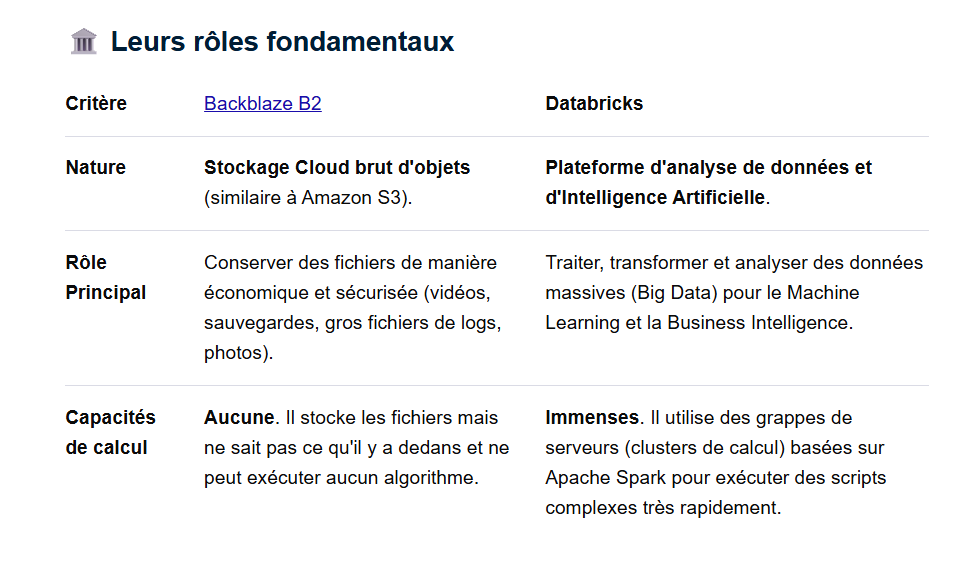 🏛️ Leurs rôles fondamentaux
Critère Backblaze B2 Databricks
Nature Stockage Cloud brut d'objets Plateforme d'analyse de données et
(similaire à Amazon S3). d'Intelligence Artificielle.
Rôle Conserver des fichiers de manière Traiter, transformer et analyser des données
Principal économique et sécurisée (vidéos, massives (Big Data) pour le Machine
sauvegardes, gros fichiers de logs, Learning et la Business Intelligence.
photos).
Capacités Aucune. Il stocke les fichiers mais Immenses. Il utilise des grappes de
de calcul ne sait pas ce qu'il y a dedans et ne serveurs (clusters de calcul) basées sur
peut exécuter aucun algorithme. Apache Spark pour exécuter des scripts
complexes très rapidement.